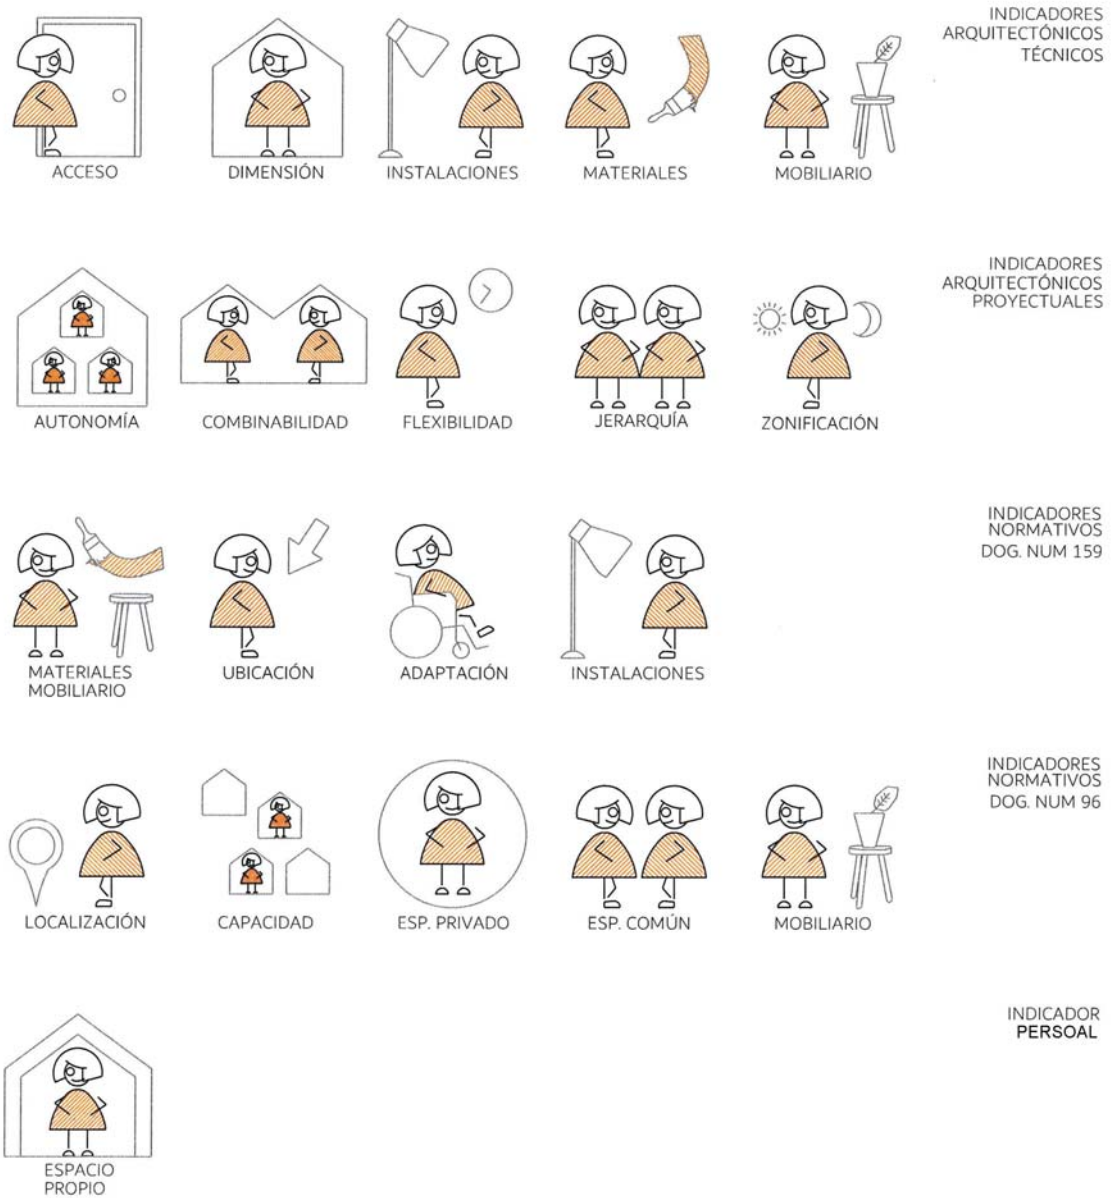 INDICADORES
ARQUITECTÓNICOS
TÉCNICOS
ACCESO
DIMENSIÓN
INSTALACIONES
MATERIALES
MOBILIARIO
INDICADORES
ARQUITECTÓNICOS
PROYECTUALES
AUTONOMÍA
COMBINABILIDAD
FLEXIBILIDAD
JERARQUÍA
ZONIFICACIÓN
INDICADORES
NORMATIVOS
DOG. NUM 159
MATERIALES
MOBILIARIO
UBICACIÓN
ADAPTACIÓN
INSTALACIONES
INDICADORES
NORMATIVOS
DOG. NUM 96
LOCALIZACIÓN
CAPACIDAD
ESP. PRIVADO
ESP. COMÚN
MOBILIARIO
INDICADOR
PERSOAL
ESPACIO
PROPIO